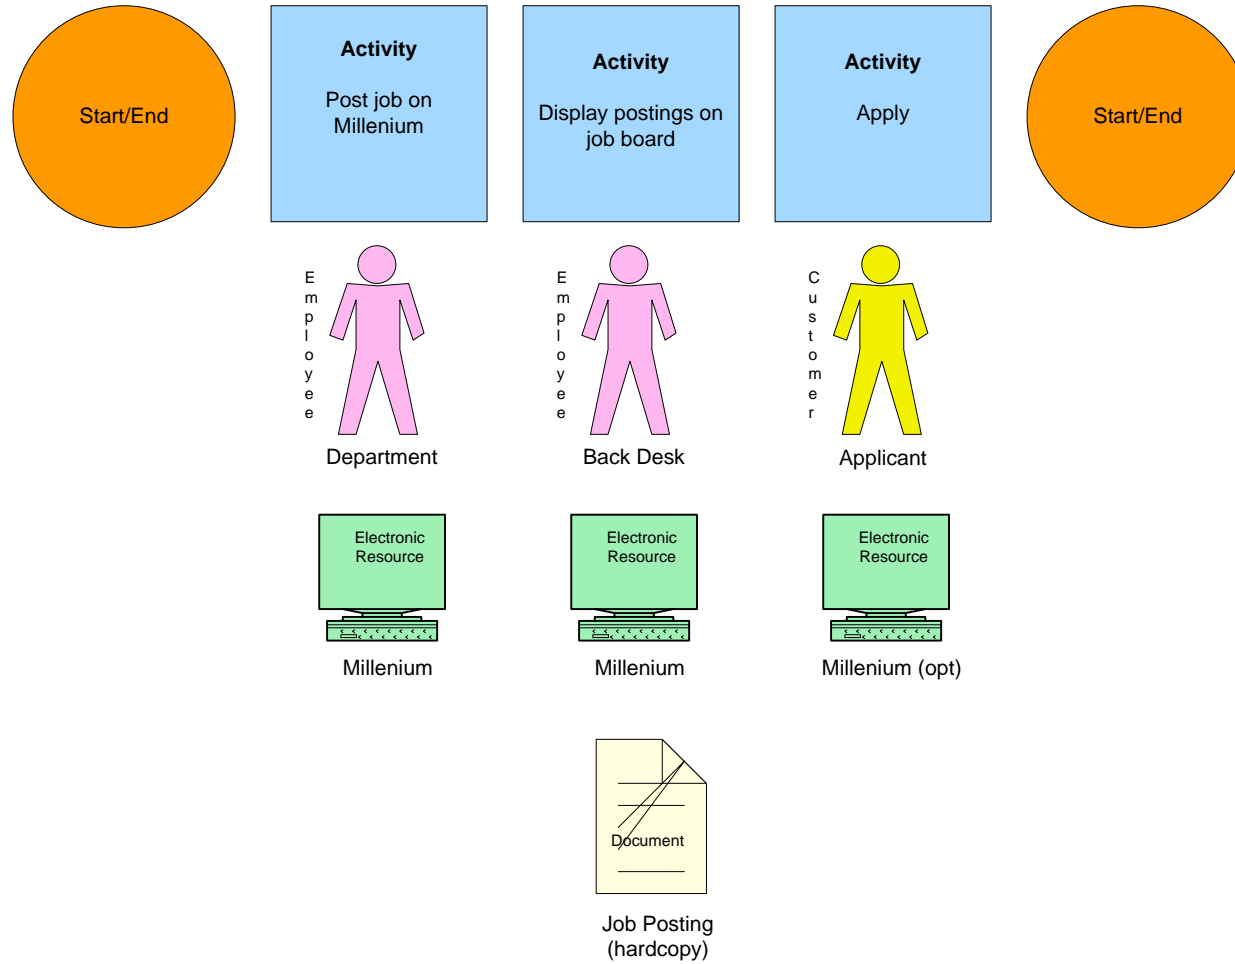 Start/End
Activity
Post job on
Millenium
Activity
Display postings on
job board
Activity
Apply
Start/End
Employee
Employee
Customer
Department
Back Desk
Applicant
Electronic
Resource
Electronic
Resource
Electronic
Resource
Millenium
Millenium
Millenium (opt)
Document
Job Posting
(hardcopy)